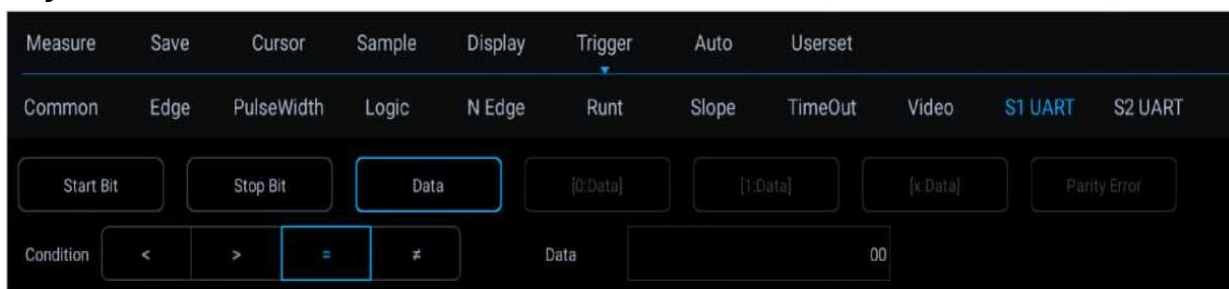 Measure Save Cursor Sample Display Trigger Auto Userset
Common Edge PulseWidth Logic N Edge Runt Slope TimeOut Video S1 UART S2 UART
Start Bit Stop Bit Data [0:Data] [1:Data] [x:Data] Parity Error
Condition < > = ≠ Data 00